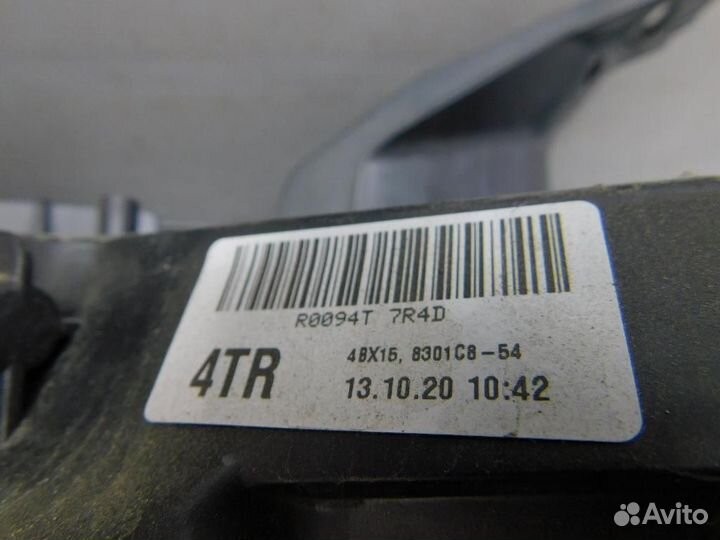 R0094T 7R4D
4TR
4BX15, 8301C8-54
13.10.20 10:42
Avito